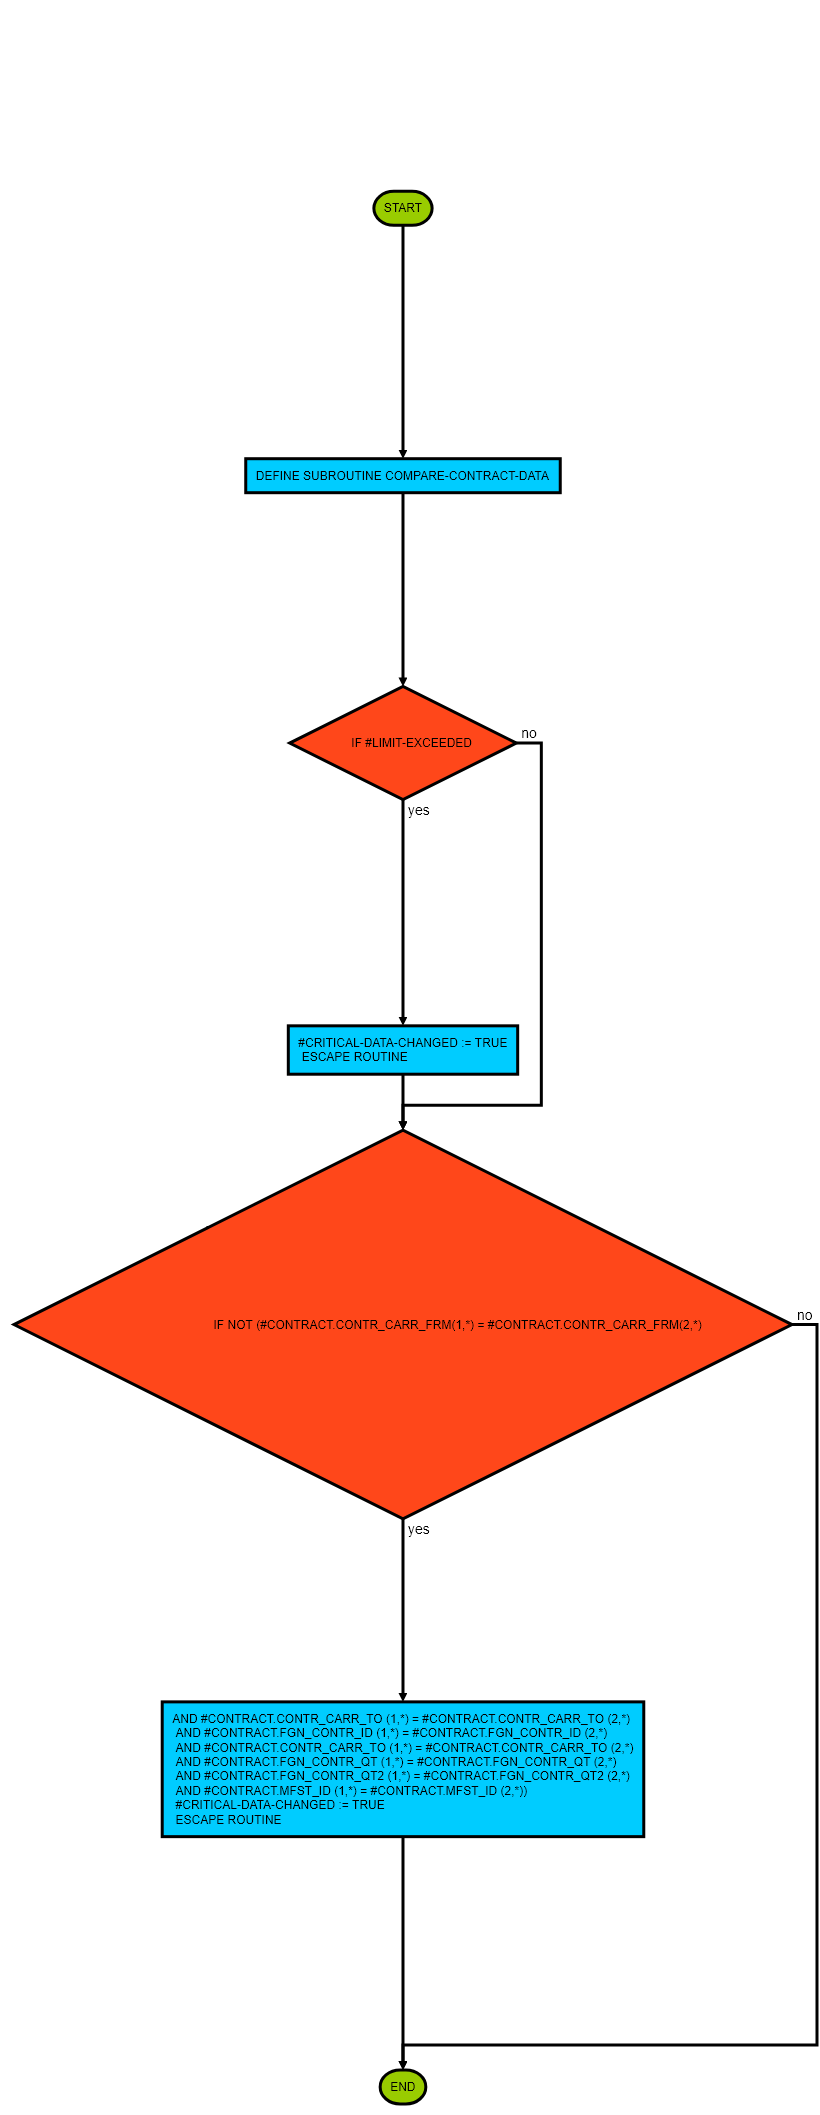 START
DEFINE SUBROUTINE COMPARE-CONTRACT-DATA
IF #LIMIT-EXCEEDED
no
yes
#CRITICAL-DATA-CHANGED := TRUE
ESCAPE ROUTINE
IF NOT (#CONTRACT.CONTR_CARR_FRM(1,*) = #CONTRACT.CONTR_CARR_FRM(2,*)
no
yes
AND #CONTRACT.CONTR_CARR_TO (1,*) = #CONTRACT.CONTR_CARR_TO (2,*)
AND #CONTRACT.FGN_CONTR_ID (1,*) = #CONTRACT.FGN_CONTR_ID (2,*)
AND #CONTRACT.CONTR_CARR_TO (1,*) = #CONTRACT.CONTR_CARR_TO (2,*)
AND #CONTRACT.FGN_CONTR_QT (1,*) = #CONTRACT.FGN_CONTR_QT (2,*)
AND #CONTRACT.FGN_CONTR_QT2 (1,*) = #CONTRACT.FGN_CONTR_QT2 (2,*)
AND #CONTRACT.MFST_ID (1,*) = #CONTRACT.MFST_ID (2,*))
#CRITICAL-DATA-CHANGED := TRUE
ESCAPE ROUTINE
END